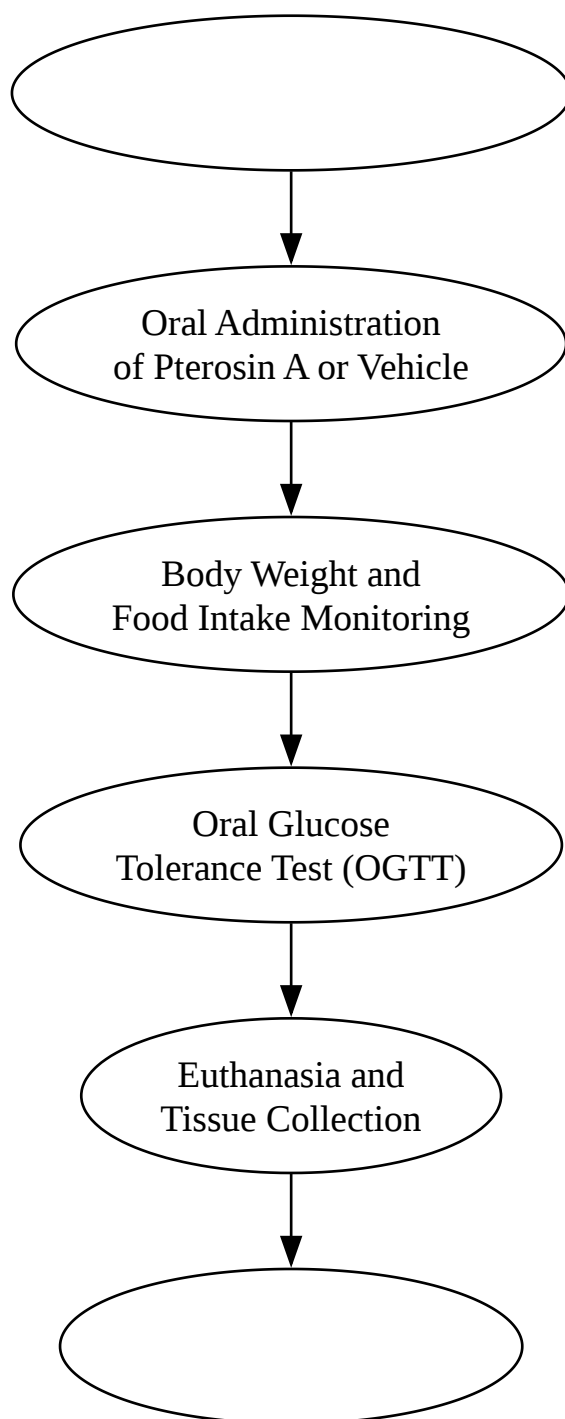 Oral Administration
of Pterosin A or Vehicle
Body Weight and
Food Intake Monitoring
Oral Glucose
Tolerance Test (OGTT)
Euthanasia and
Tissue Collection